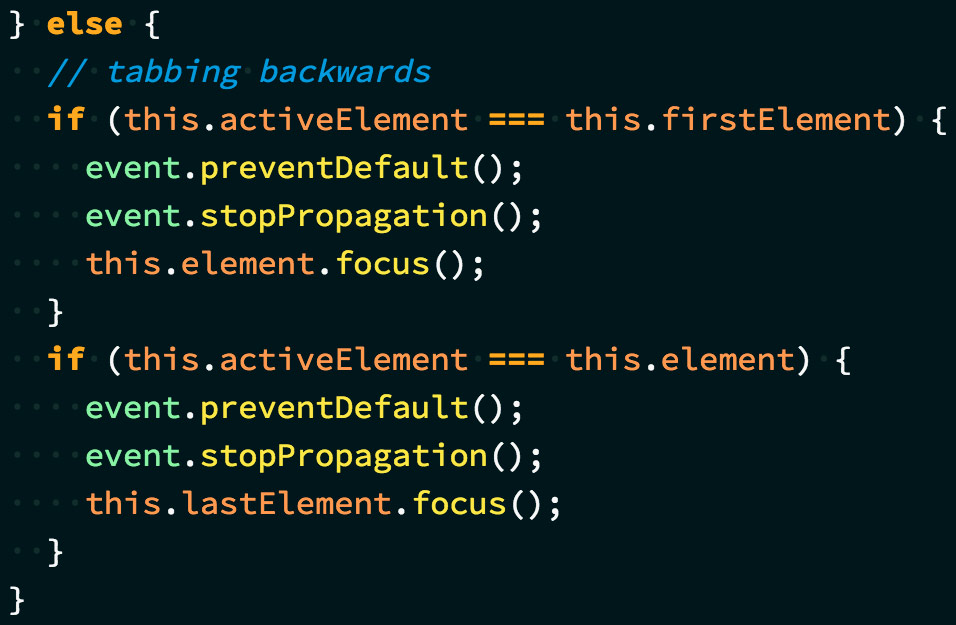 } else {
  // tabbing backwards
  if (this.activeElement === this.firstElement) {
    event.preventDefault();
    event.stopPropagation();
    this.element.focus();
  }
  if (this.activeElement === this.element) {
    event.preventDefault();
    event.stopPropagation();
    this.lastElement.focus();
  }
}